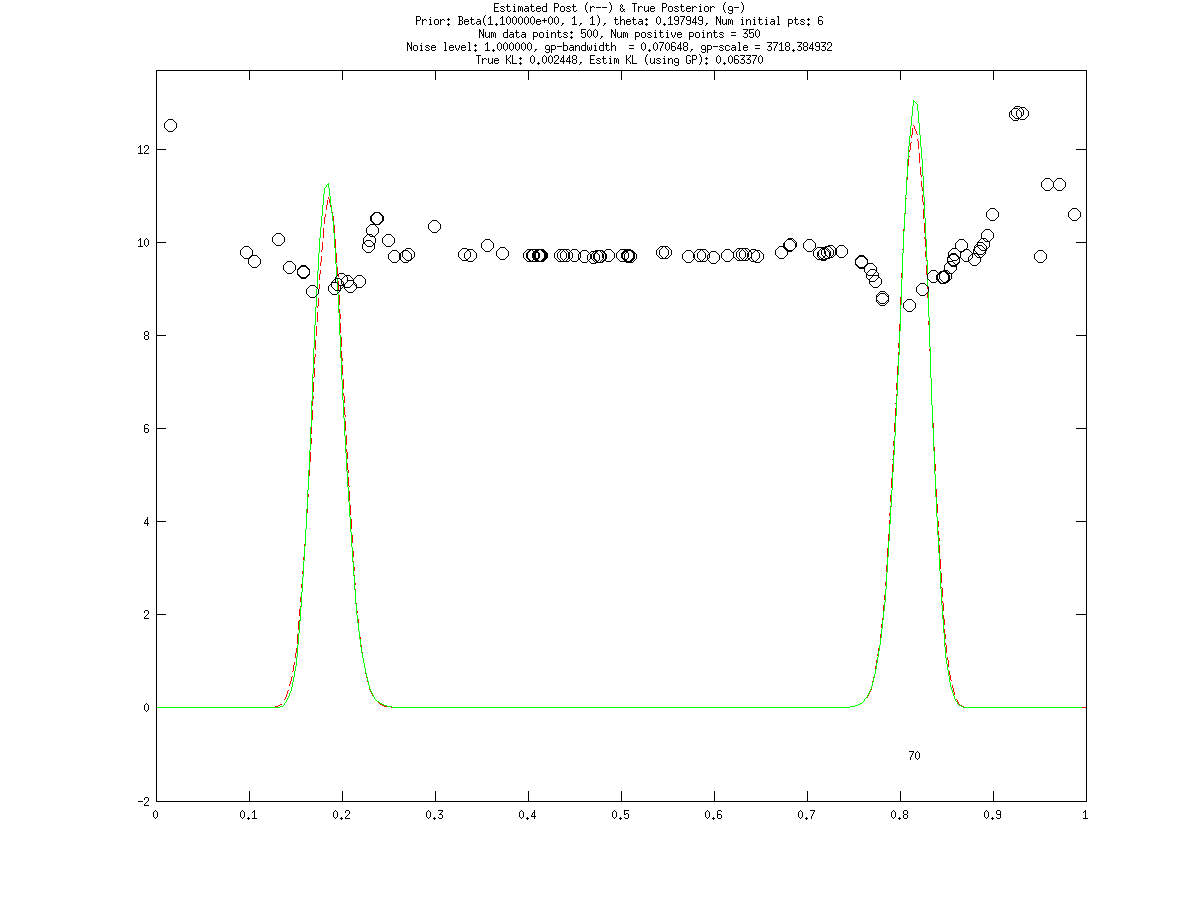 Estimated Post (r--) & True Posterior (g-)
Prior: Beta(1.100000e+00, 1, 1), theta: 0.197949, Num initial pts: 6
Num data points: 500, Num positive points = 350
Noise level: 1.000000, gp-bandwidth  = 0.070648, gp-scale = 3718.384932
True KL: 0.002448, Estim KL (using GP): 0.063370
12
10
8
6
4
2
0
70
-2
0 0.1 0.2 0.3 0.4 0.5 0.6 0.7 0.8 0.9 1